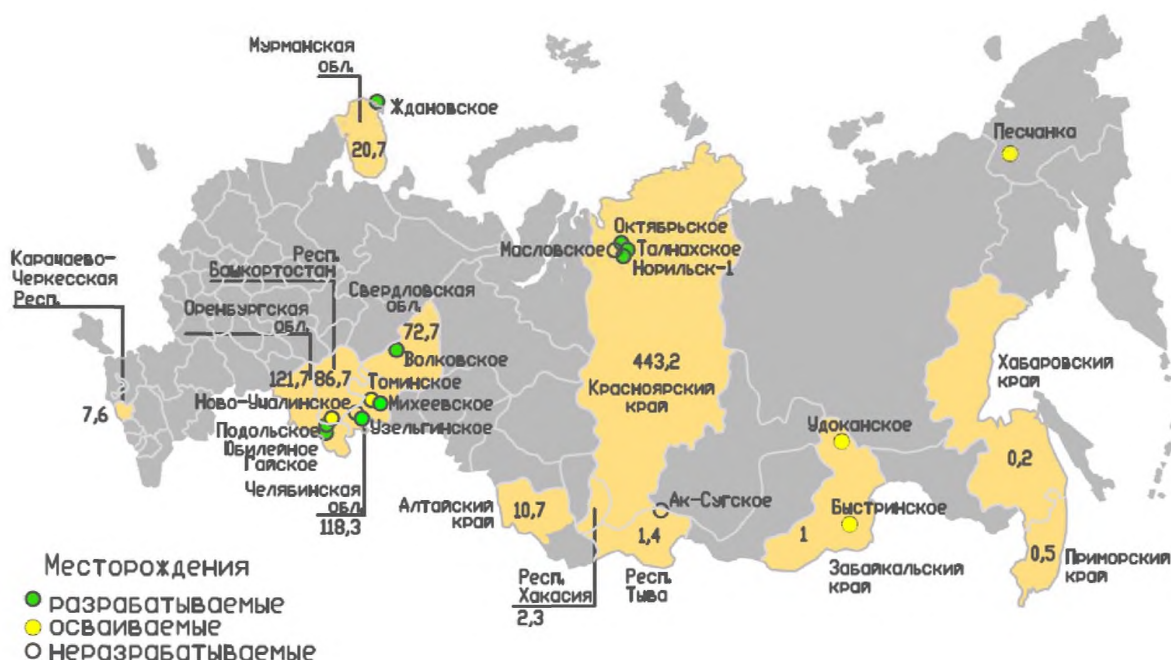 Мурманская
обл.
Ждановское
20,7
Песчанка
Октябрьское
Масловское
Талнахское
Норильск-1
Карачаево-
Черкесская
Респ.
7,6
Респ.
Башкортостан
Оренбургская
обл.
Свердловская
обл.
72,7
Волковское
121,7
86,7
Томинское
Ново-Учалинское
Михеевское
Узельгинское
Подольское
Юбилейное
Гайское
Челябинская
обл.
118,3
443,2
Красноярский
край
Хабаровский
край
0,2
Удоканское
Быстринское
1
Забайкальский
край
0,5
Приморский
край
Алтайский
край
10,7
Ак-Сугское
1,4
Респ.
Хакасия
2,3
Респ.
Тыва
Месторождения
разрабатываемые
осваиваемые
неразрабатываемые